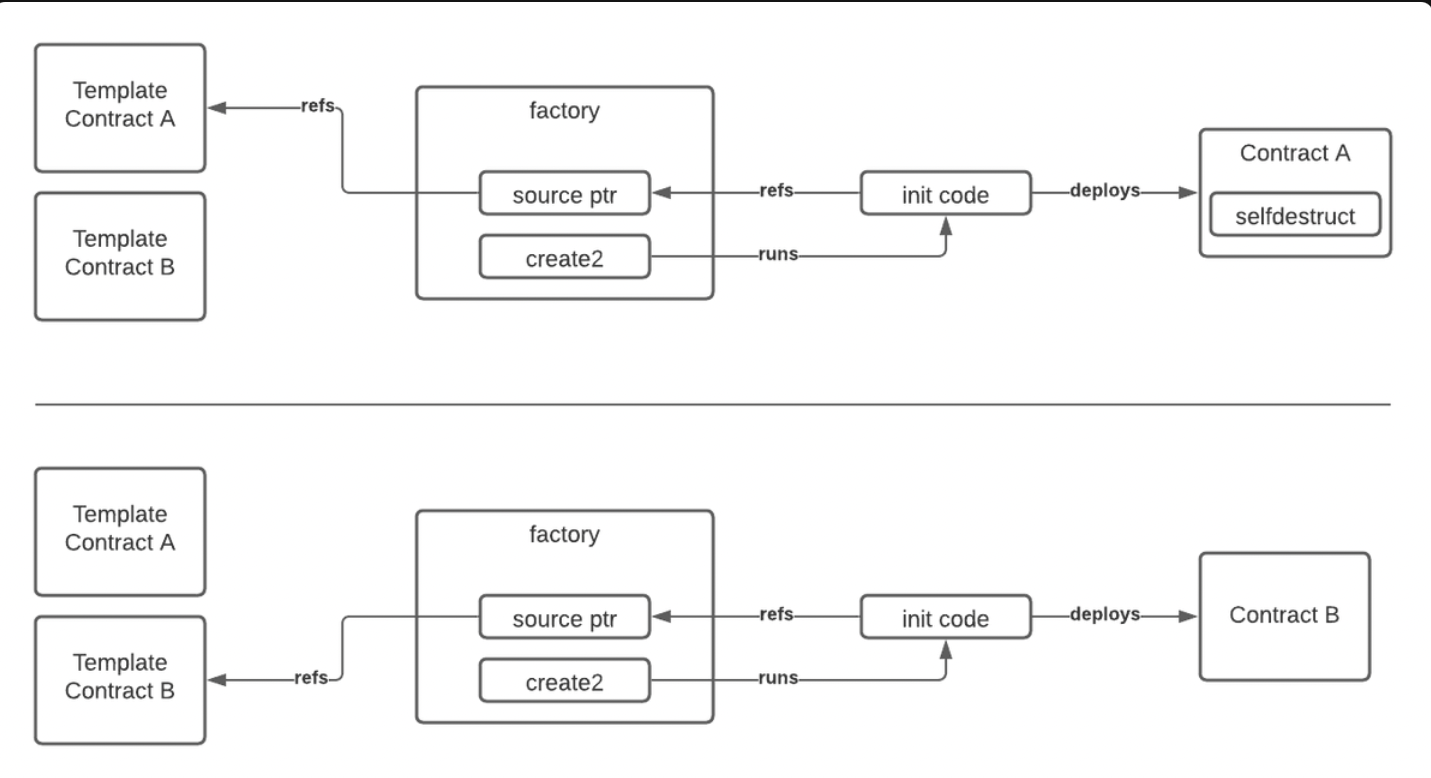 Template
Contract A
refs
factory
source ptr
refs
init code
deploys
Contract A
selfdestruct
Template
Contract B
create2
runs
Template
Contract A
factory
source ptr
refs
init code
deploys
Contract B
Template
Contract B
refs
create2
runs